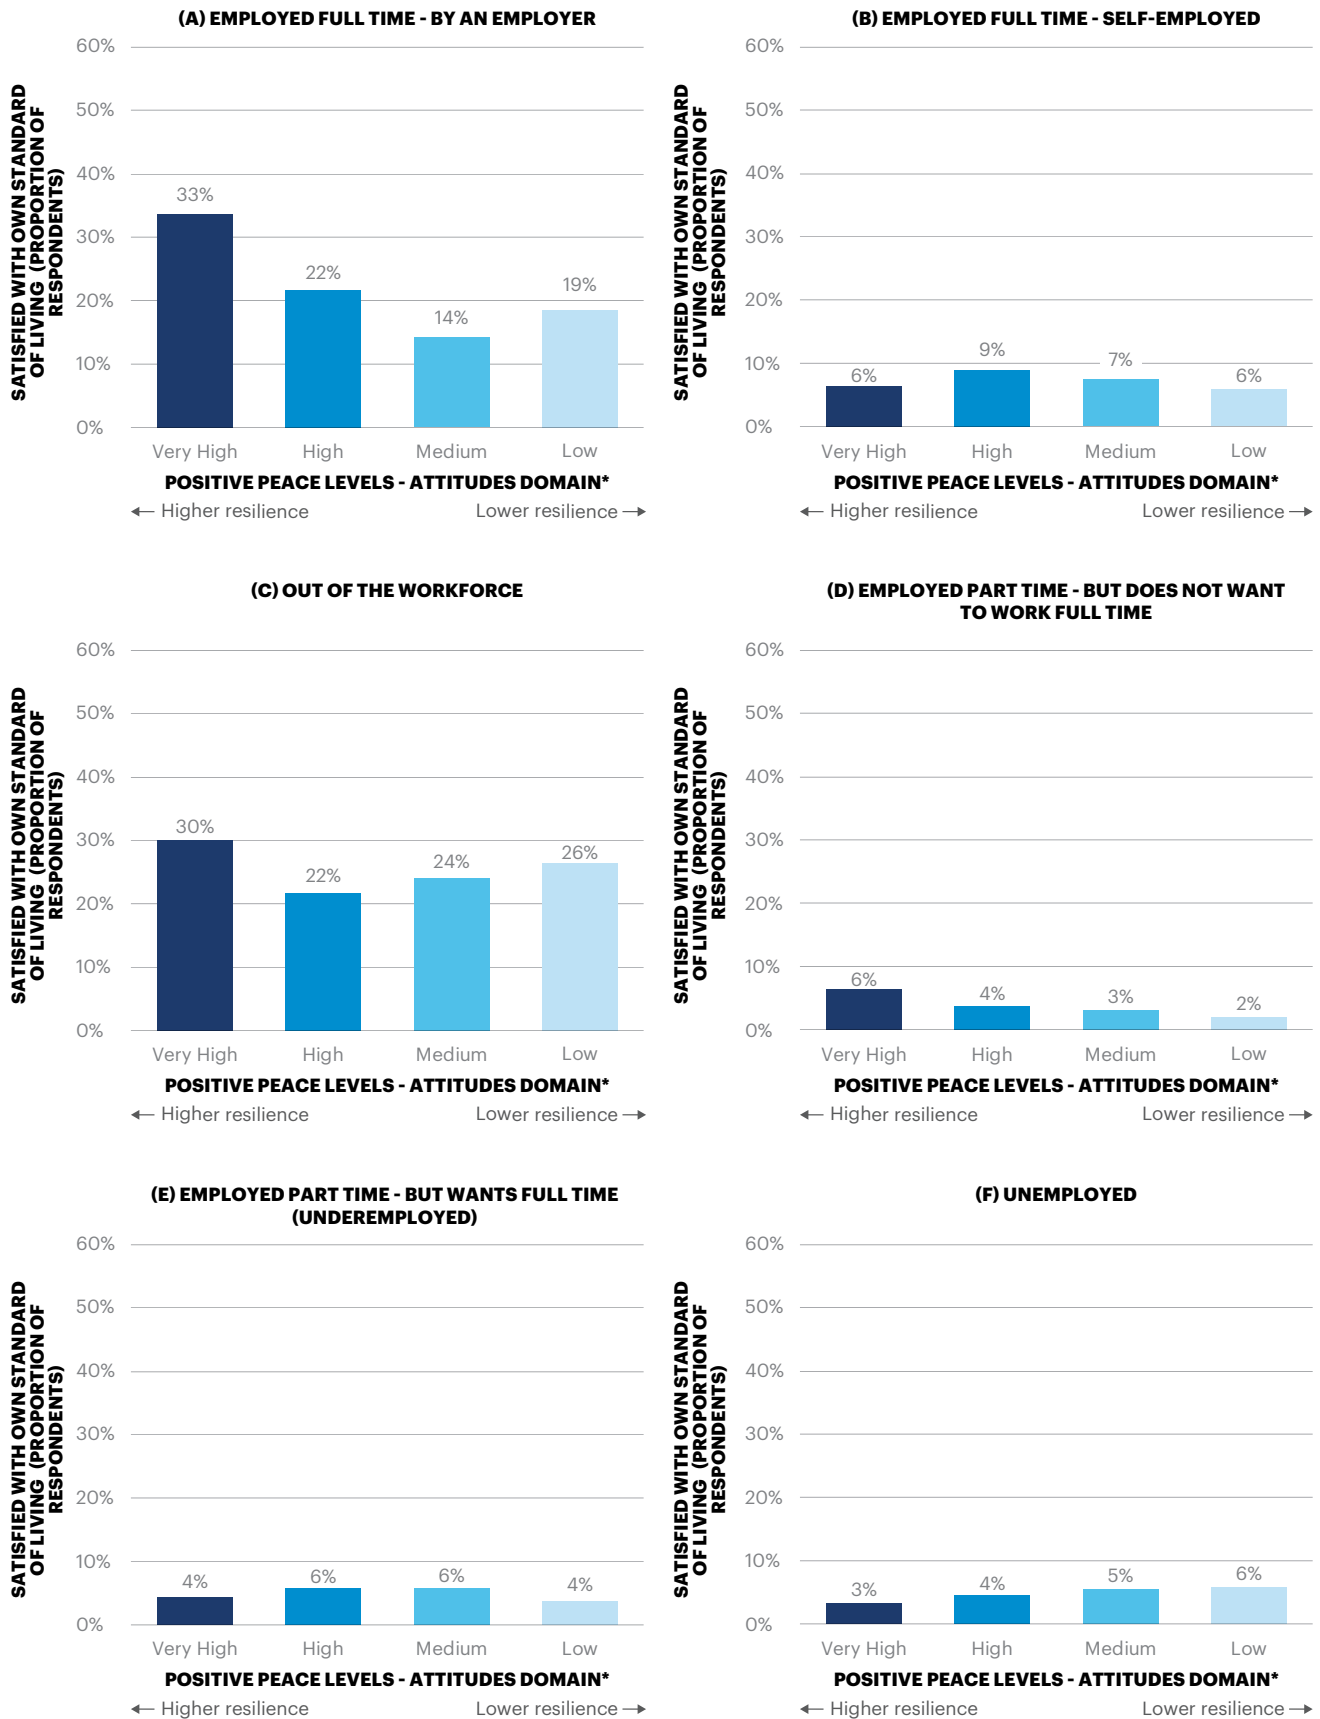 (A) EMPLOYED FULL TIME - BY AN EMPLOYER
SATISFIED WITH OWN STANDARD
OF LIVING (PROPORTION OF
RESPONDENTS)
60%
50%
40%
30%
20%
10%
0%
33%
22%
14%
19%
Very High
High
Medium
Low
POSITIVE PEACE LEVELS - ATTITUDES DOMAIN*
← Higher resilience
Lower resilience →
(B) EMPLOYED FULL TIME - SELF-EMPLOYED
SATISFIED WITH OWN STANDARD
OF LIVING (PROPORTION OF
RESPONDENTS)
60%
50%
40%
30%
20%
10%
0%
6%
9%
7%
6%
Very High
High
Medium
Low
POSITIVE PEACE LEVELS - ATTITUDES DOMAIN*
← Higher resilience
Lower resilience →
(C) OUT OF THE WORKFORCE
SATISFIED WITH OWN STANDARD
OF LIVING (PROPORTION OF
RESPONDENTS)
60%
50%
40%
30%
20%
10%
0%
30%
22%
24%
26%
Very High
High
Medium
Low
POSITIVE PEACE LEVELS - ATTITUDES DOMAIN*
← Higher resilience
Lower resilience →
(D) EMPLOYED PART TIME - BUT DOES NOT WANT
TO WORK FULL TIME
SATISFIED WITH OWN STANDARD
OF LIVING (PROPORTION OF
RESPONDENTS)
60%
50%
40%
30%
20%
10%
0%
6%
4%
3%
2%
Very High
High
Medium
Low
POSITIVE PEACE LEVELS - ATTITUDES DOMAIN*
← Higher resilience
Lower resilience →
(E) EMPLOYED PART TIME - BUT WANTS FULL TIME
(UNDEREMPLOYED)
SATISFIED WITH OWN STANDARD
OF LIVING (PROPORTION OF
RESPONDENTS)
60%
50%
40%
30%
20%
10%
0%
4%
6%
6%
4%
Very High
High
Medium
Low
POSITIVE PEACE LEVELS - ATTITUDES DOMAIN*
← Higher resilience
Lower resilience →
(F) UNEMPLOYED
SATISFIED WITH OWN STANDARD
OF LIVING (PROPORTION OF
RESPONDENTS)
60%
50%
40%
30%
20%
10%
0%
3%
4%
5%
6%
Very High
High
Medium
Low
POSITIVE PEACE LEVELS - ATTITUDES DOMAIN*
← Higher resilience
Lower resilience →